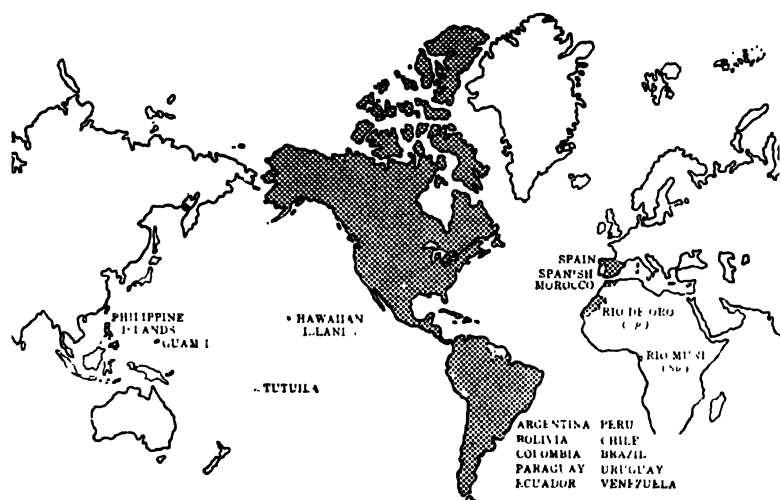 SPAIN
SPANISH
MOROCCO
PHILIPPINE
ISLANDS
GUAM
HAWAIIAN
RIO DE ORO
RIO MUNI
TUTUILA
ARGENTINA PERU
BOLIVIA CHILE
COLOMBIA BRAZIL
PARAGUAY URUGUAY
ECUADOR VENEZUELA